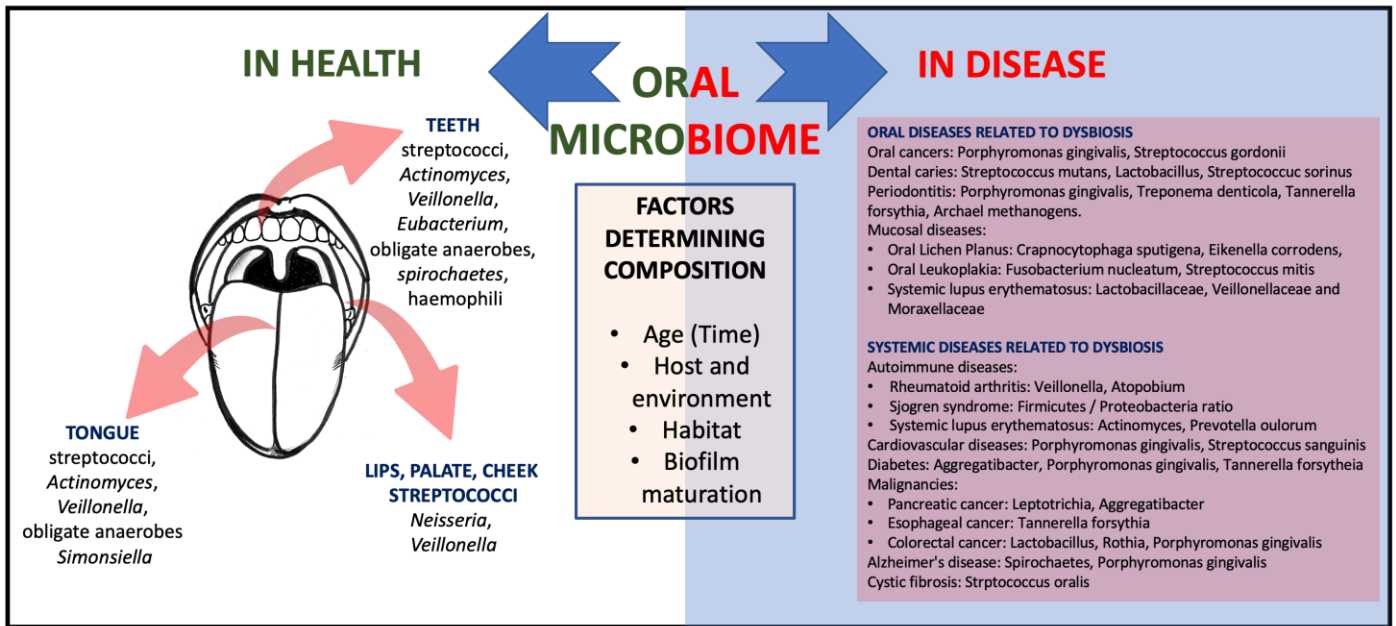 IN HEALTH
ORAL
MICROBIOME
IN DISEASE
TEETH
streptococci,
Actinomyces,
Veillonella,
Eubacterium,
obligate anaerobes,
spirochaetes,
haemophili
TONGUE
streptococci,
Actinomyces,
Veillonella,
obligate anaerobes
Simonsiella
LIPS, PALATE, CHEEK
STREPTOCOCCI
Neisseria,
Veillonella
FACTORS
DETERMINING
COMPOSITION
• Age (Time)
• Host and
environment
• Habitat
• Biofilm
maturation
ORAL DISEASES RELATED TO DYSBIOSIS
Oral cancers: Porphyromonas gingivalis, Streptococcus gordonii
Dental caries: Streptococcus mutans, Lactobacillus, Streptococcuc sorinus
Periodontitis: Porphyromonas gingivalis, Treponema denticola, Tannerella
forsythia, Archael methanogens.
Mucosal diseases:
• Oral Lichen Planus: Crapnocytophaga sputigena, Eikenella corrodens,
• Oral Leukoplakia: Fusobacterium nucleatum, Streptococcus mitis
• Systemic lupus erythematosus: Lactobacillaceae, Veillonellaceae and
Moraxellaceae
SYSTEMIC DISEASES RELATED TO DYSBIOSIS
Autoimmune diseases:
• Rheumatoid arthritis: Veillonella, Atopobium
• Sjogren syndrome: Firmicutes / Proteobacteria ratio
• Systemic lupus erythematosus: Actinomyces, Prevotella oulorum
Cardiovascular diseases: Porphyromonas gingivalis, Streptococcus sanguinis
Diabetes: Aggregatibacter, Porphyromonas gingivalis, Tannerella forsytheia
Malignancies:
• Pancreatic cancer: Leptotrichia, Aggregatibacter
• Esophageal cancer: Tannerella forsythia
• Colorectal cancer: Lactobacillus, Rothia, Porphyromonas gingivalis
Alzheimer's disease: Spirochaetes, Porphyromonas gingivalis
Cystic fibrosis: Strptococcus oralis